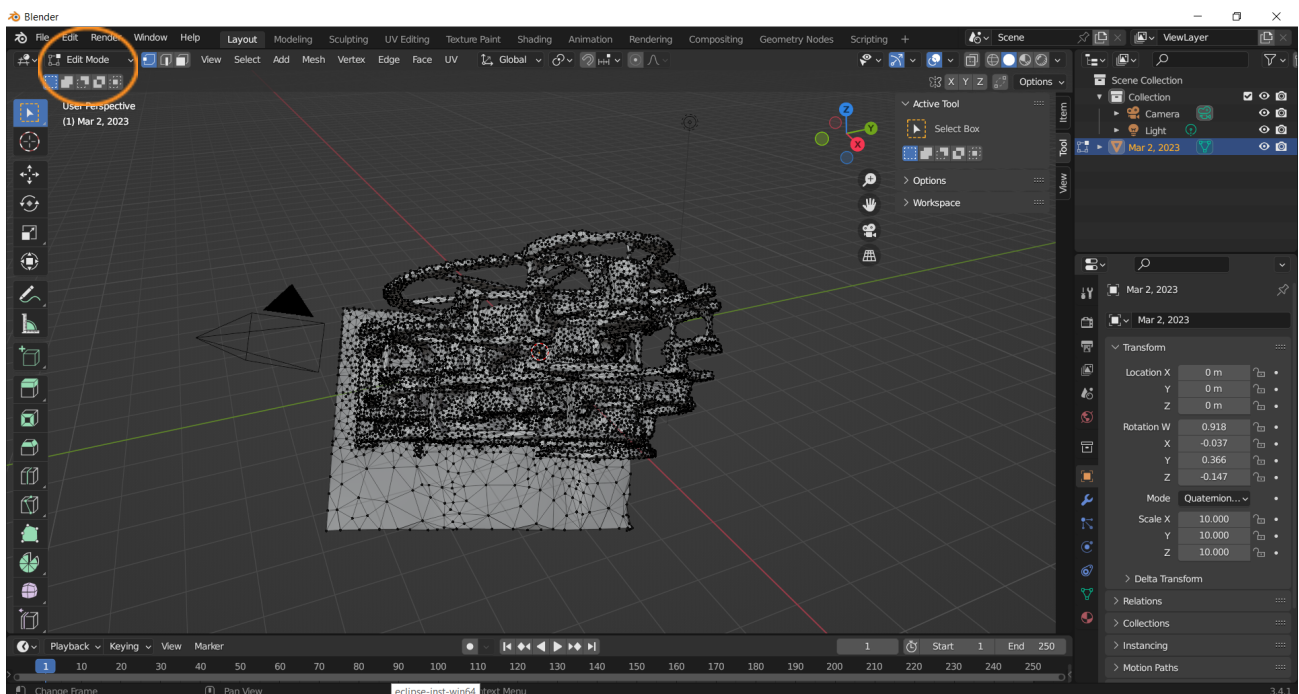 Blender
File Edit Render Window Help Layout Modeling Sculpting UV Editing Texture Paint Shading Animation Rendering Compositing Geometry Nodes Scripting + Scene ViewLayer
Edit Mode View Select Add Mesh Vertex Edge Face UV Global
X Y Z Options
User Perspective
(1) Mar 2, 2023
Active Tool
Select Box
Options
Workspace
Item
Tool
View
Z
Y
X
Scene Collection
Collection
Camera
Light
Mar 2, 2023
Mar 2, 2023
Mar 2, 2023
Transform
Location X 0 m
Y 0 m
Z 0 m
Rotation W 0.918
X -0.037
Y 0.366
Z -0.147
Mode Quaternion...
Scale X 10.000
Y 10.000
Z 10.000
Delta Transform
Relations
Collections
Instancing
Motion Paths
Playback Keying View Marker 1 Start 1 End 250
1 10 20 30 40 50 60 70 80 90 100 110 120 130 140 150 160 170 180 190 200 210 220 230 240 250
Change Frame Pan View eclipse-inst-win64 text Menu 3.4.1